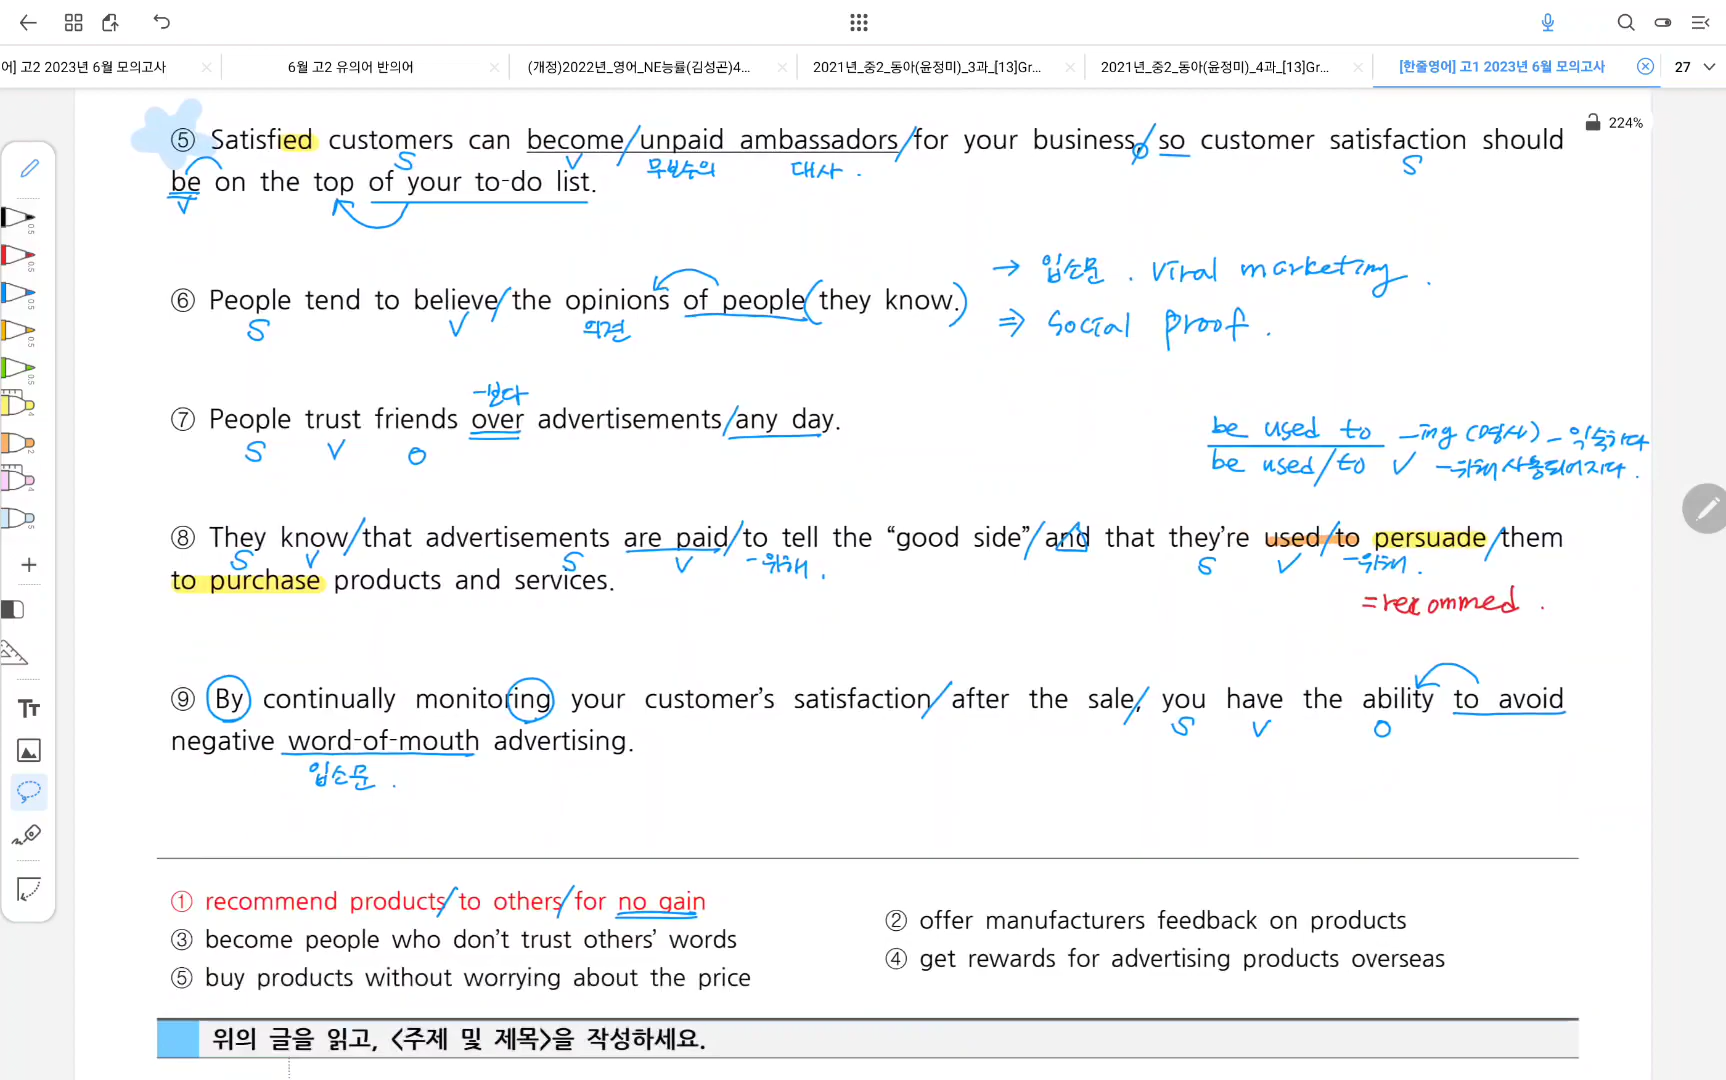 어] 고2 2023년 6월 모의고사
6월 고2 유의어 반의어
(개정)2022년_영어_NE능률(김성곤)4...
2021년_중2_동아(윤정미)_3과_[13]Gr...
2021년_중2_동아(윤정미)_4과_[13]Gr...
[한줄영어] 고1 2023년 6월 모의고사
27
224%
⑤ Satisfied customers can become/unpaid ambassadors/for your business, so customer satisfaction should
S V 무보수의 대사. S
be on the top of your to-do list.
V
→ 입소문. viral marketing.
⑥ People tend to believe/the opinions of people(they know.)
S V 의견
⇒ social proof.
-보다
⑦ People trust friends over advertisements/any day.
S V O
be used to -ing (명사) - 익숙하다
be used/to V -위해 사용되어지다.
⑧ They know/that advertisements are paid/to tell the “good side”/and that they’re used/to persuade/them
S V S V -위해. S V -위해.
to purchase products and services.
=recommed.
⑨ By continually monitoring your customer’s satisfaction/after the sale,/you have the ability to avoid
S V O
negative word-of-mouth advertising.
입소문.
① recommend products/to others/for no gain
② offer manufacturers feedback on products
③ become people who don’t trust others’ words
④ get rewards for advertising products overseas
⑤ buy products without worrying about the price
위의 글을 읽고, <주제 및 제목>을 작성하세요.